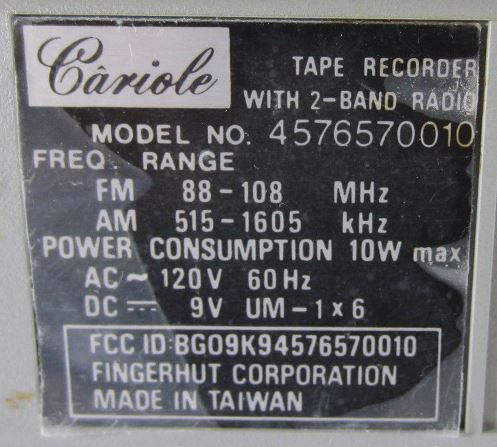 Câriole
TAPE RECORDER
WITH 2-BAND RADIO
MODEL NO. 4576570010
FREQ. RANGE
FM 88-108 MHz
AM 515-1605 kHz
POWER CONSUMPTION 10W max
AC ~ 120V 60Hz
DC ⎓ 9V UM-1×6
FCC ID:BGO9K94576570010
FINGERHUT CORPORATION
MADE IN TAIWAN